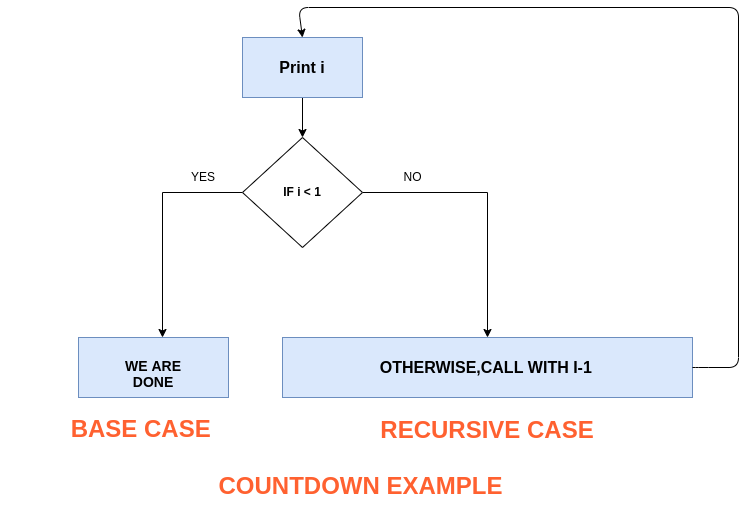 Print i
IF i < 1
YES
NO
WE ARE
DONE
OTHERWISE,CALL WITH I-1
BASE CASE
RECURSIVE CASE
COUNTDOWN EXAMPLE